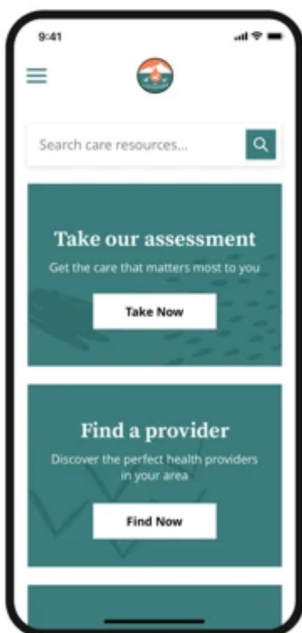 9:41
Search care resources...
Take our assessment
Get the care that matters most to you
Take Now
Find a provider
Discover the perfect health providers
in your area
Find Now